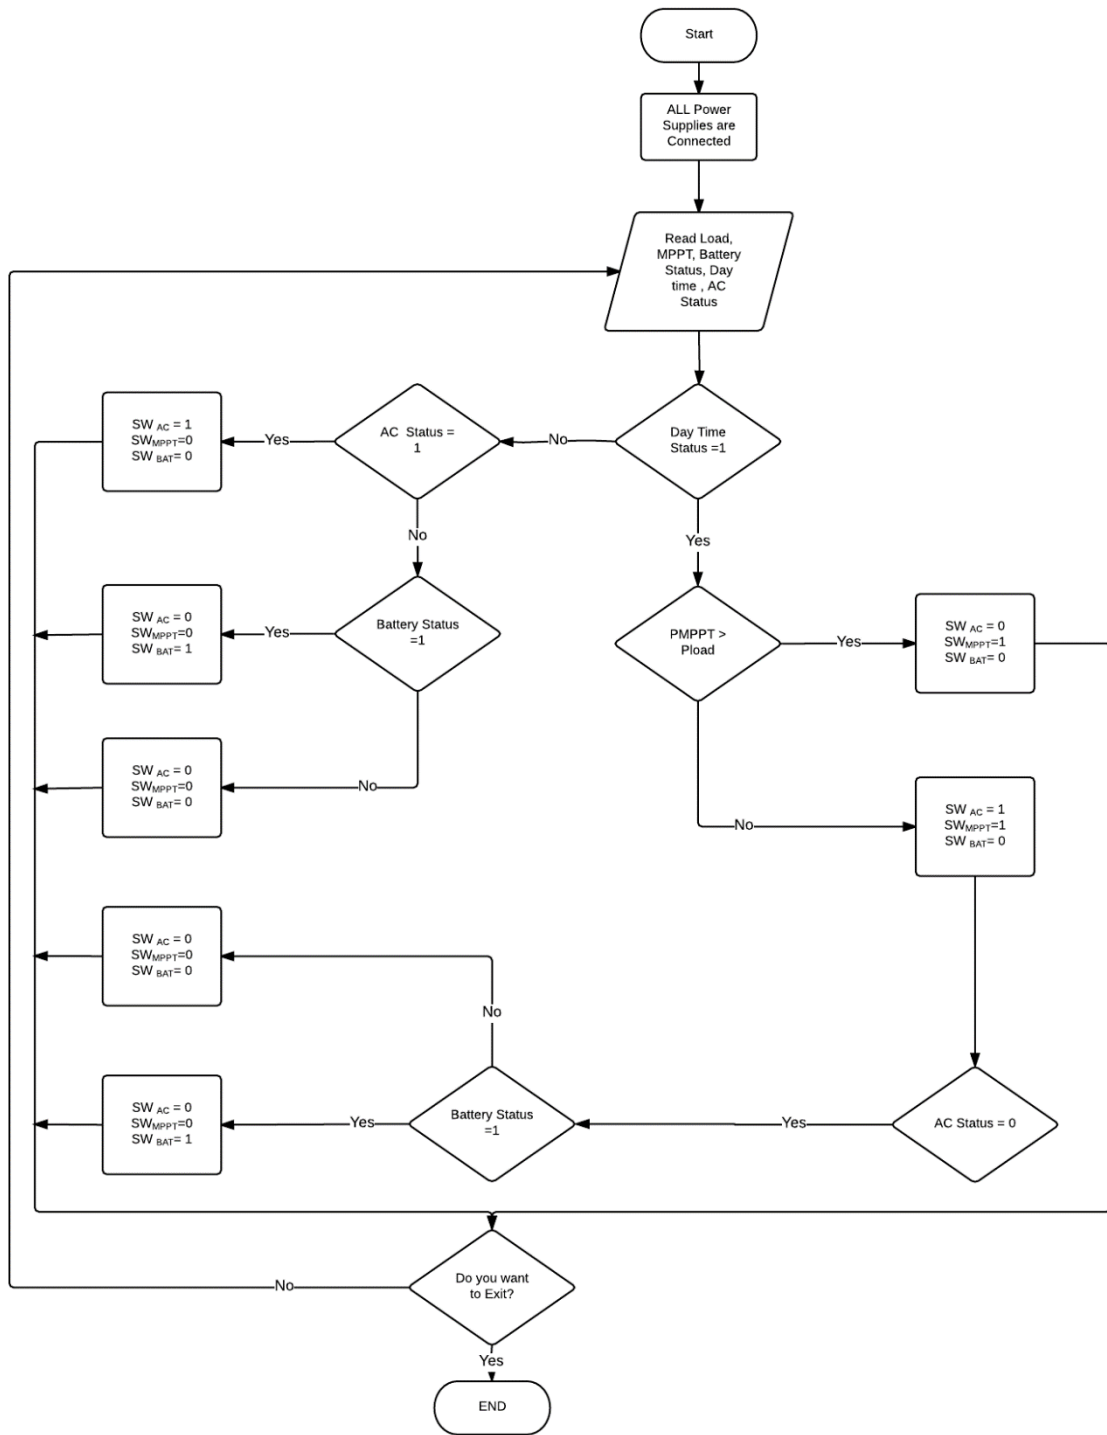 Start
ALL Power
Supplies are
Connected
Read Load,
MPPT, Battery
Status, Day
time , AC
Status
Day Time
Status =1
No
AC  Status =
1
Yes
SW AC = 1
SWMPPT=0
SW BAT= 0
No
Yes
Battery Status
=1
Yes
SW AC = 0
SWMPPT=0
SW BAT= 1
PMPPT >
Pload
Yes
SW AC = 0
SWMPPT=1
SW BAT= 0
No
SW AC = 0
SWMPPT=0
SW BAT= 0
No
SW AC = 1
SWMPPT=1
SW BAT= 0
SW AC = 0
SWMPPT=0
SW BAT= 0
No
AC Status = 0
Yes
Battery Status
=1
Yes
SW AC = 0
SWMPPT=0
SW BAT= 1
Do you want
to Exit?
No
Yes
END